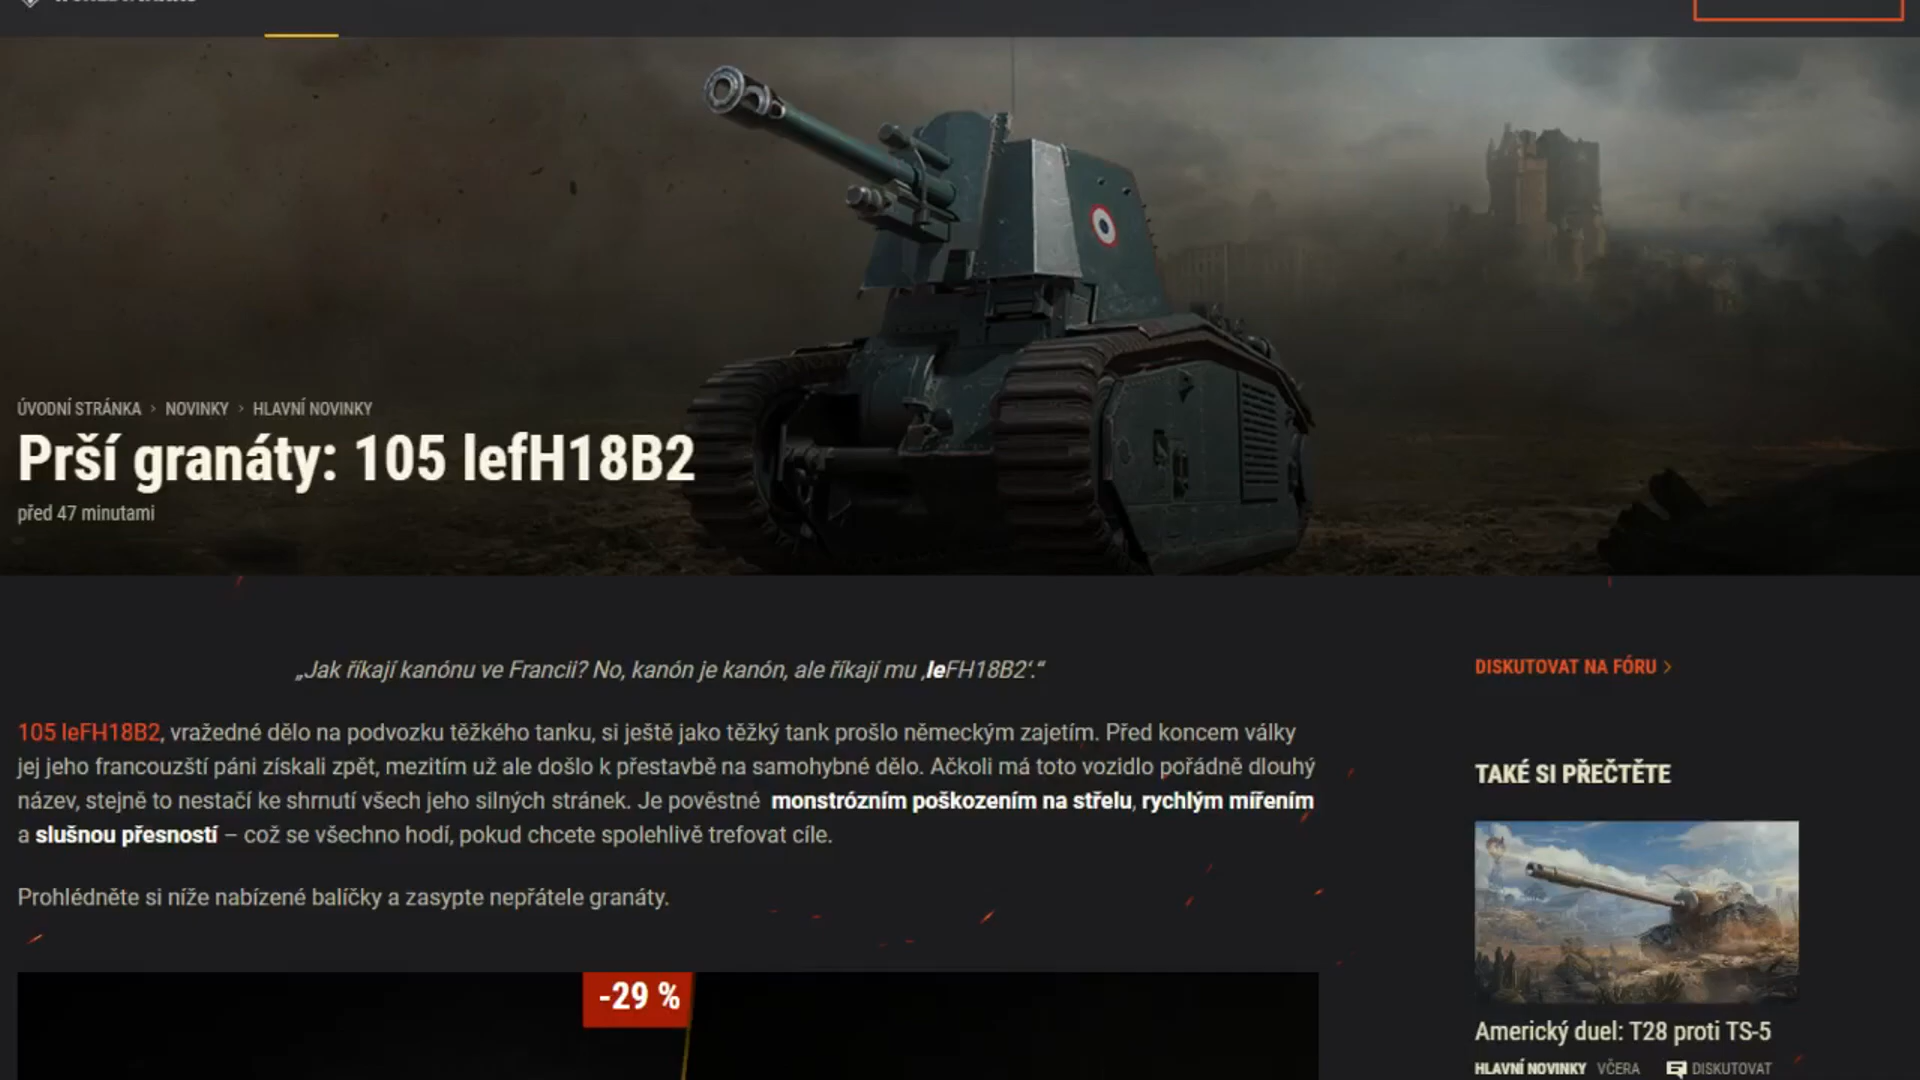 ÚVODNÍ STRÁNKA > NOVINKY > HLAVNÍ NOVINKY
Prší granáty: 105 lefH18B2
před 47 minutami
„Jak říkají kanónu ve Francii? No, kanón je kanón, ale říkají mu ‚leFH18B2‘.“
DISKUTOVAT NA FÓRU >
105 leFH18B2, vražedné dělo na podvozku těžkého tanku, si ještě jako těžký tank prošlo německým zajetím. Před koncem války
jej jeho francouzští páni získali zpět, mezitím už ale došlo k přestavbě na samohybné dělo. Ačkoli má toto vozidlo pořádně dlouhý
název, stejně to nestačí ke shrnutí všech jeho silných stránek. Je pověstné monstrózním poškozením na střelu, rychlým mířením
a slušnou přesností – což se všechno hodí, pokud chcete spolehlivě trefovat cíle.
Prohlédněte si níže nabízené balíčky a zasypte nepřátele granáty.
-29 %
TAKÉ SI PŘEČTĚTE
Americký duel: T28 proti TS-5
HLAVNÍ NOVINKY VČERA DISKUTOVAT